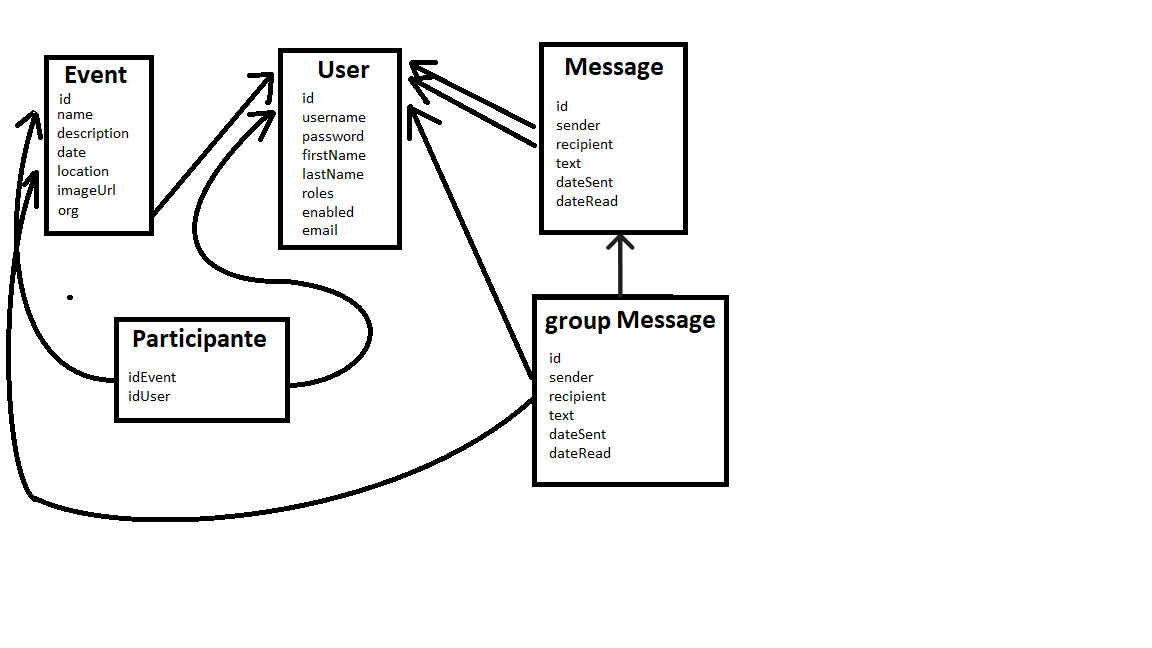 Event
id
name
description
date
location
imageUrl
org
User
id
username
password
firstName
lastName
roles
enabled
email
Message
id
sender
recipient
text
dateSent
dateRead
Participante
idEvent
idUser
group Message
id
sender
recipient
text
dateSent
dateRead